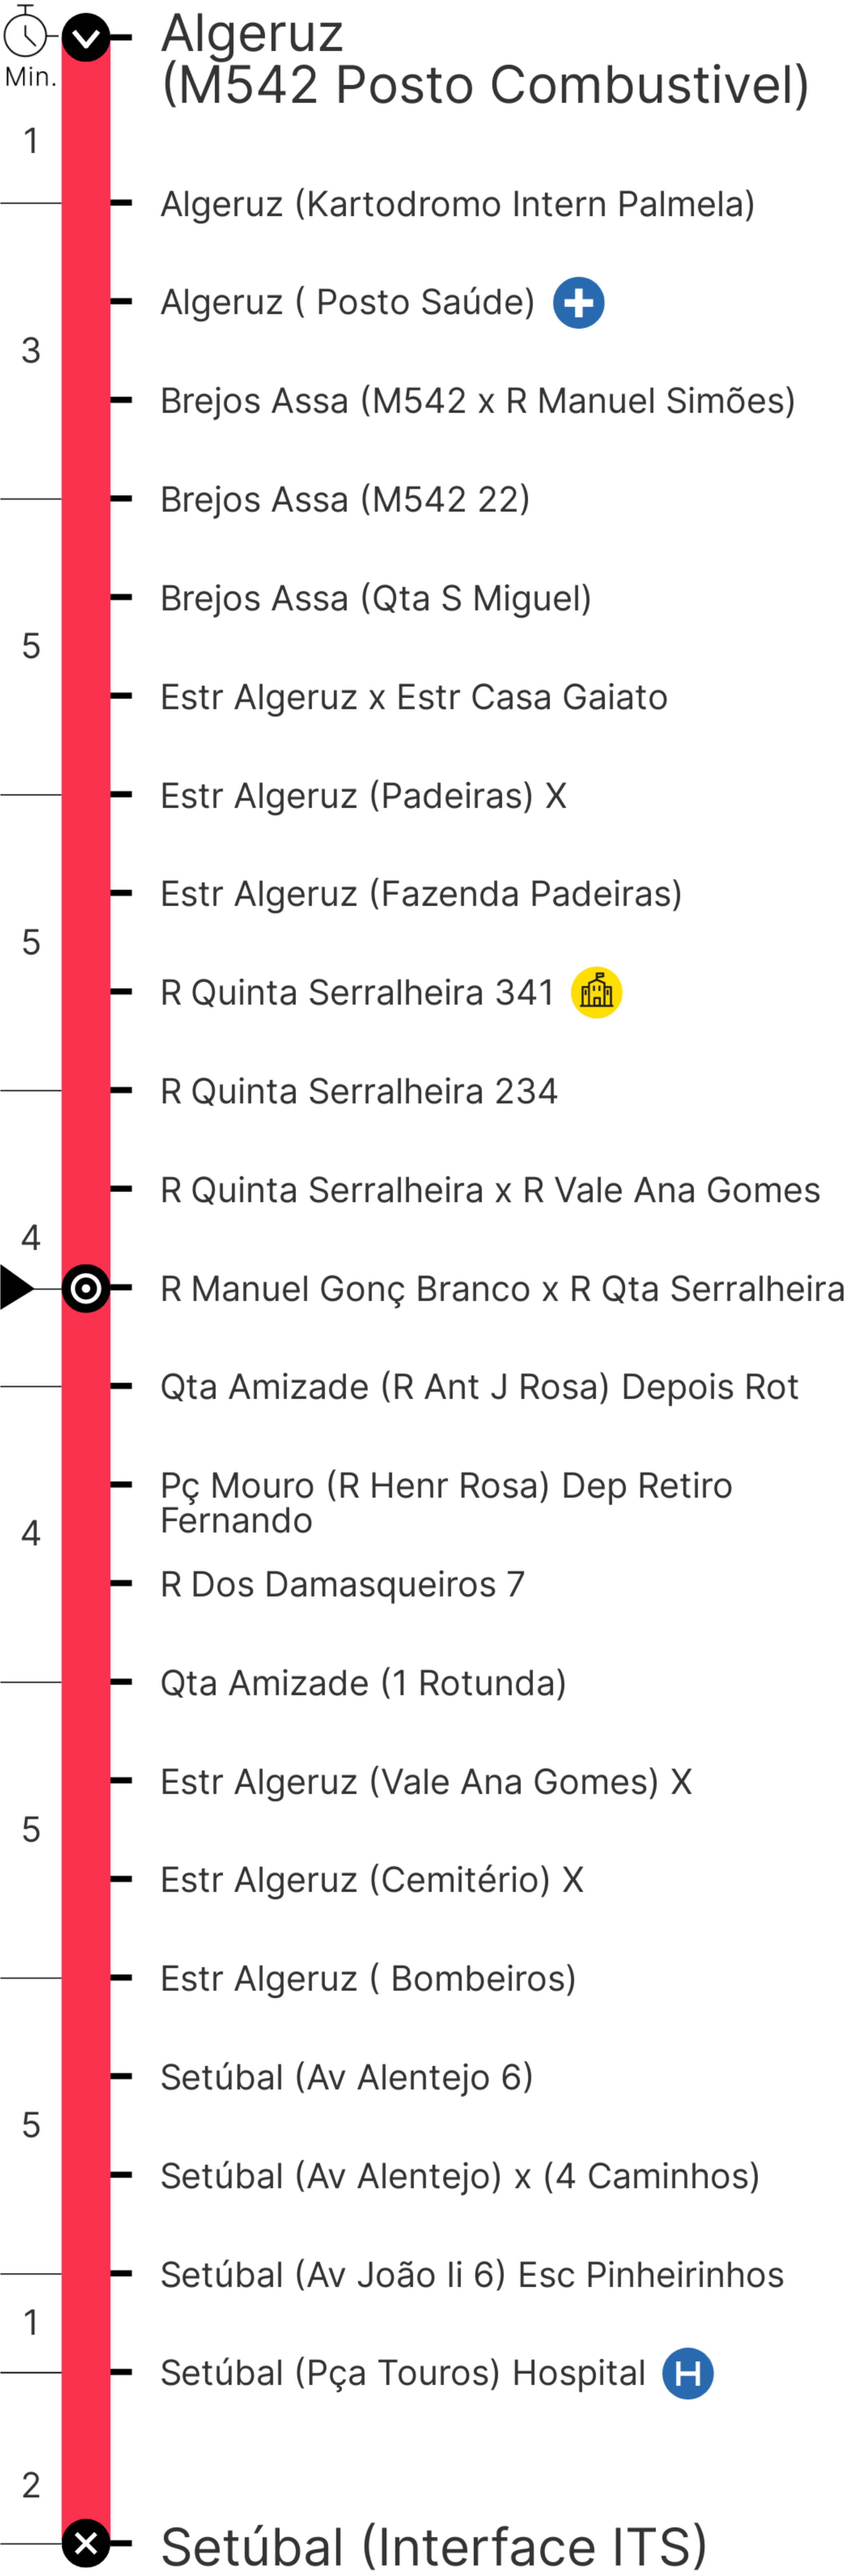 Algeruz
(M542 Posto Combustivel)
Min.
1
Algeruz (Kartodromo Intern Palmela)
Algeruz ( Posto Saúde)
3
Brejos Assa (M542 x R Manuel Simões)
Brejos Assa (M542 22)
Brejos Assa (Qta S Miguel)
5
Estr Algeruz x Estr Casa Gaiato
Estr Algeruz (Padeiras) X
Estr Algeruz (Fazenda Padeiras)
5
R Quinta Serralheira 341
R Quinta Serralheira 234
R Quinta Serralheira x R Vale Ana Gomes
4
R Manuel Gonç Branco x R Qta Serralheira
Qta Amizade (R Ant J Rosa) Depois Rot
Pç Mouro (R Henr Rosa) Dep Retiro
Fernando
4
R Dos Damasqueiros 7
Qta Amizade (1 Rotunda)
Estr Algeruz (Vale Ana Gomes) X
5
Estr Algeruz (Cemitério) X
Estr Algeruz ( Bombeiros)
Setúbal (Av Alentejo 6)
5
Setúbal (Av Alentejo) x (4 Caminhos)
Setúbal (Av João Ii 6) Esc Pinheirinhos
1
Setúbal (Pça Touros) Hospital H
2
Setúbal (Interface ITS)